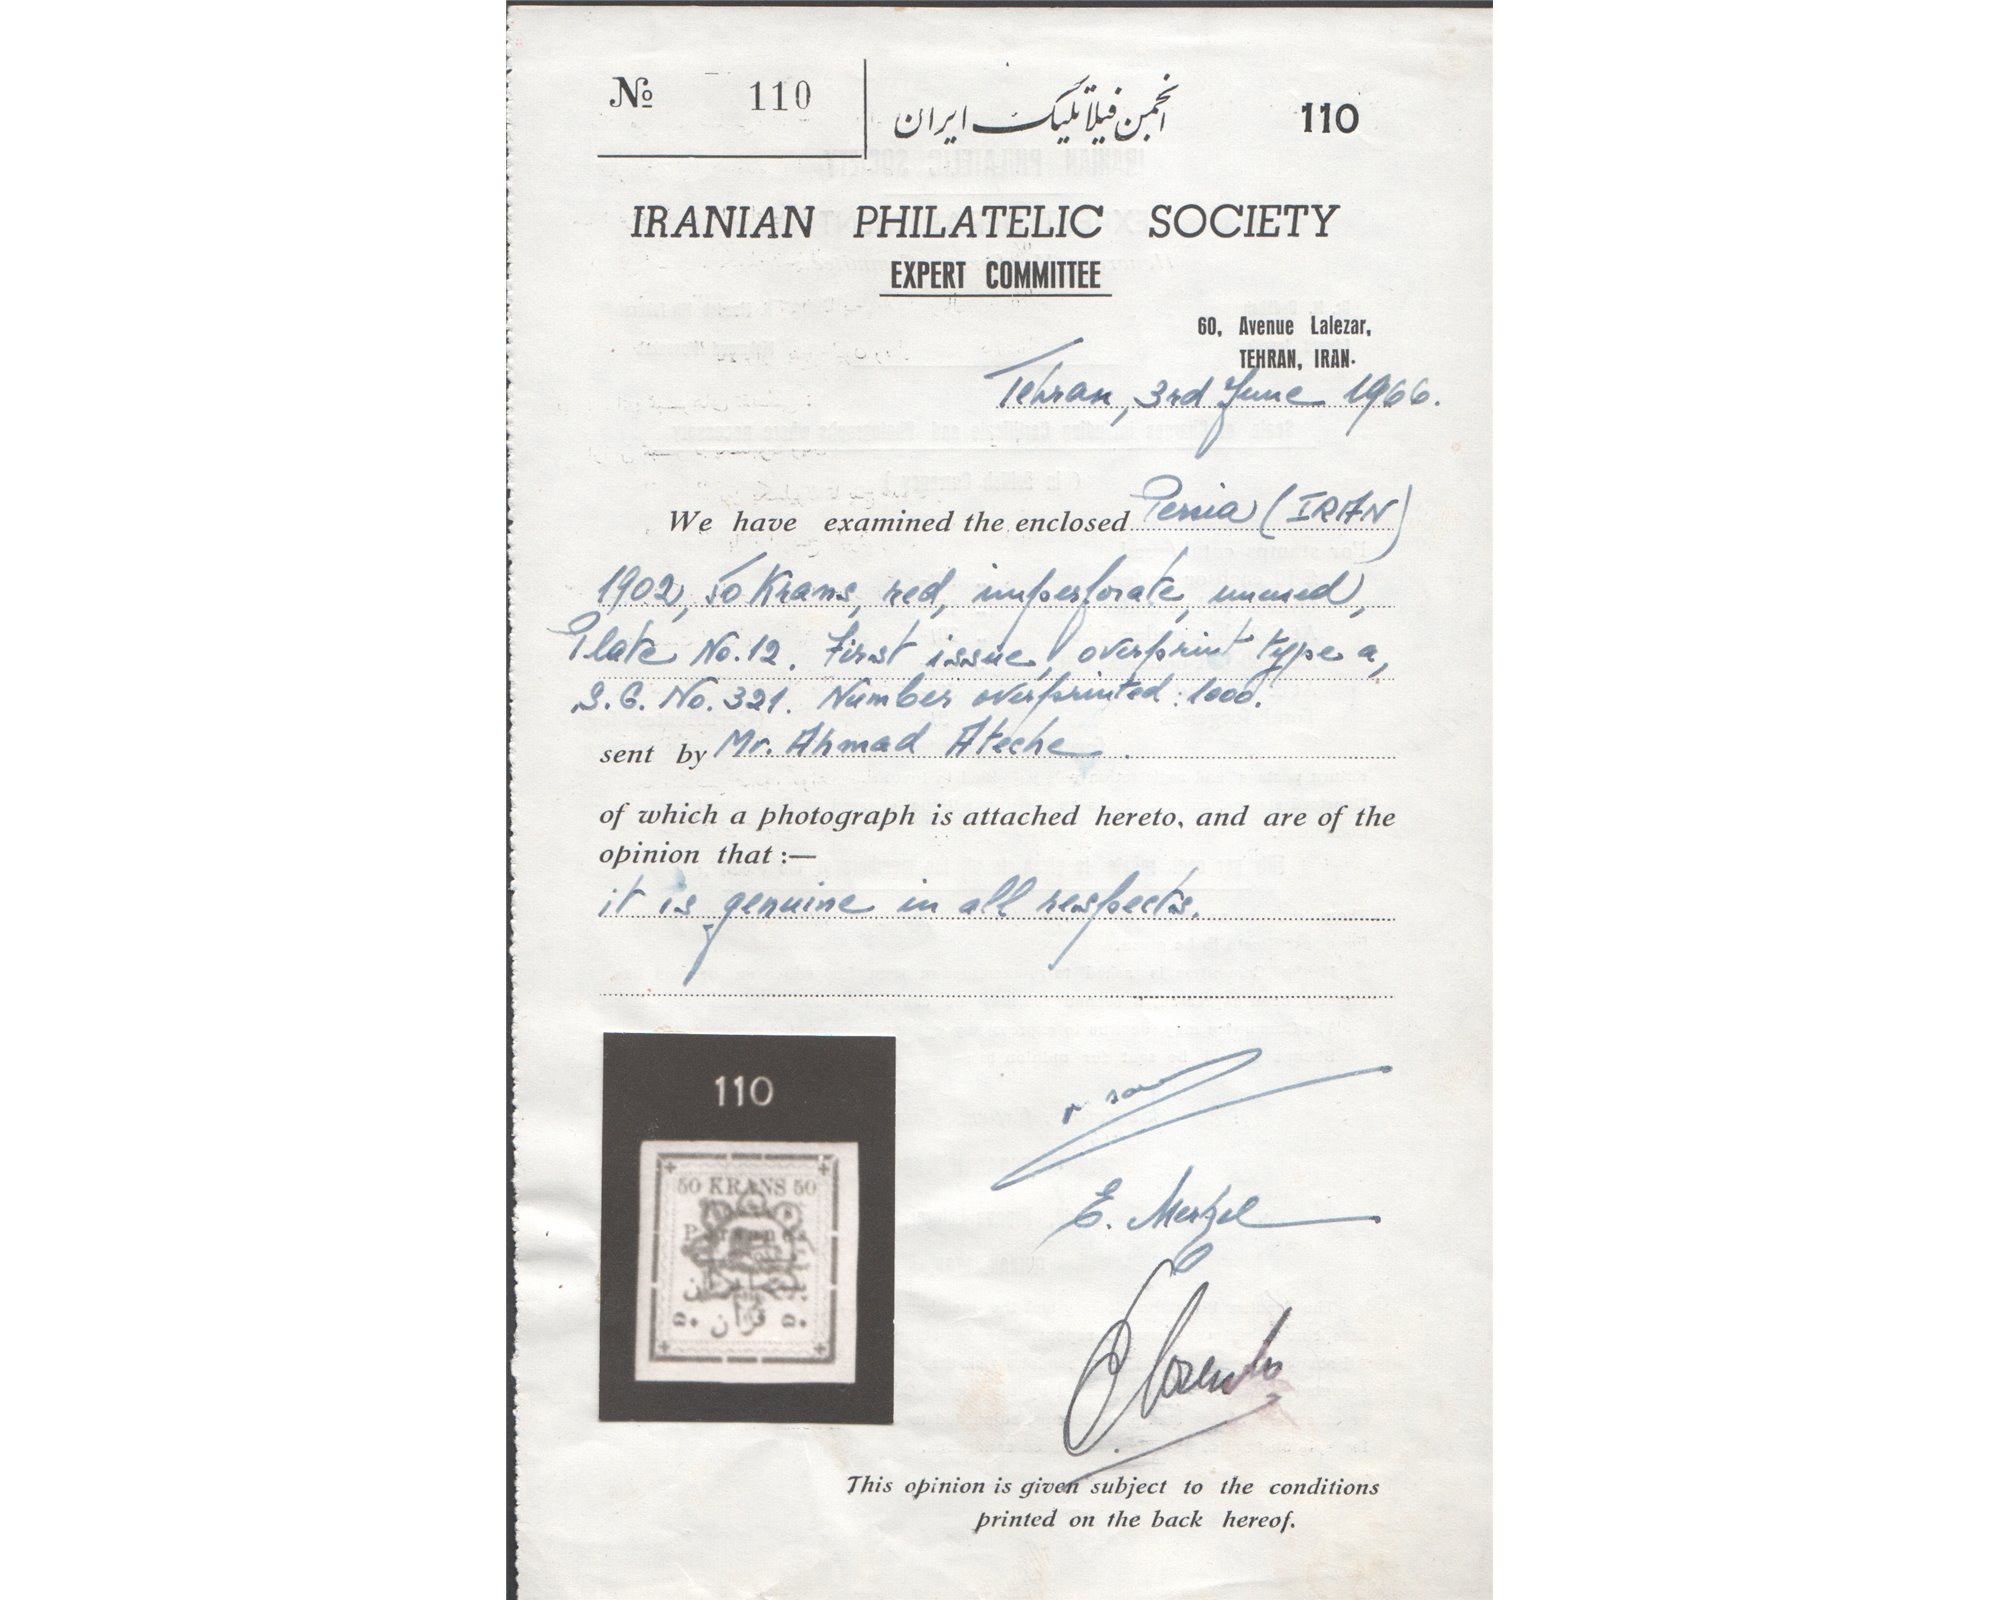 № 110
انجمن فیلاتلیک ایران
110
IRANIAN PHILATELIC SOCIETY
EXPERT COMMITTEE
60, Avenue Lalezar,
TEHRAN, IRAN.
Tehran, 3rd June 1966.
We have examined the enclosed Persia (IRAN)
1902, 50 Krans, red, imperforate, unused,
Plate No. 12. First issue, overprint type a,
S.G. No. 321. Number overprinted: 1000.
sent by Mr. Ahmad Ateche.
of which a photograph is attached hereto, and are of the
opinion that :—
it is genuine in all respects.
110
50 KRANS 50
۵۰ قران ۵۰
E.
This opinion is given subject to the conditions
printed on the back hereof.